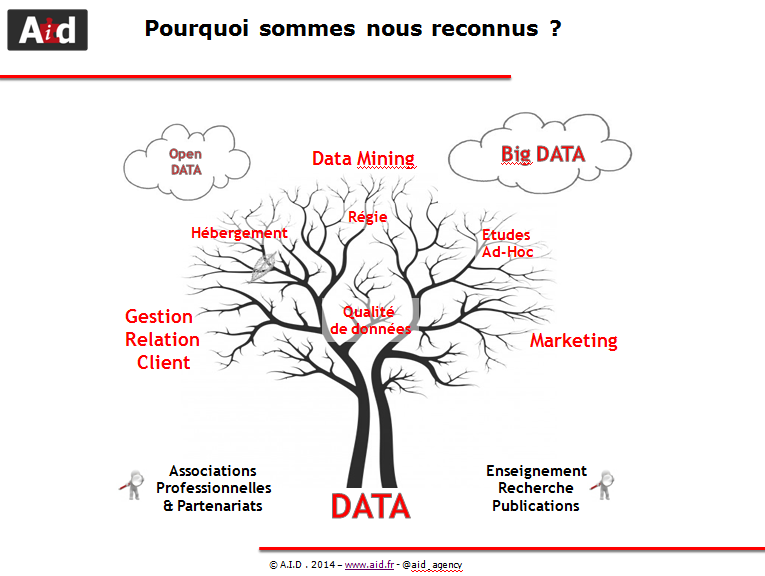 Aid
Pourquoi sommes nous reconnus ?
Open
DATA
Data Mining
Big DATA
Régie
Hébergement
Etudes
Ad-Hoc
Qualité
de données
Gestion
Relation
Client
Marketing
Associations
Professionnelles
& Partenariats
Enseignement
Recherche
Publications
DATA
© A.I.D . 2014 – www.aid.fr - @aid_agency